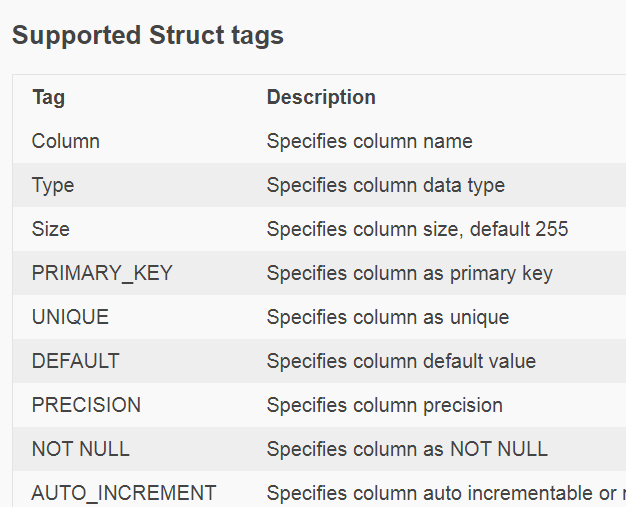 Supported Struct tags
Tag Description
Column Specifies column name
Type Specifies column data type
Size Specifies column size, default 255
PRIMARY_KEY Specifies column as primary key
UNIQUE Specifies column as unique
DEFAULT Specifies column default value
PRECISION Specifies column precision
NOT NULL Specifies column as NOT NULL
AUTO_INCREMENT Specifies column auto incrementable or